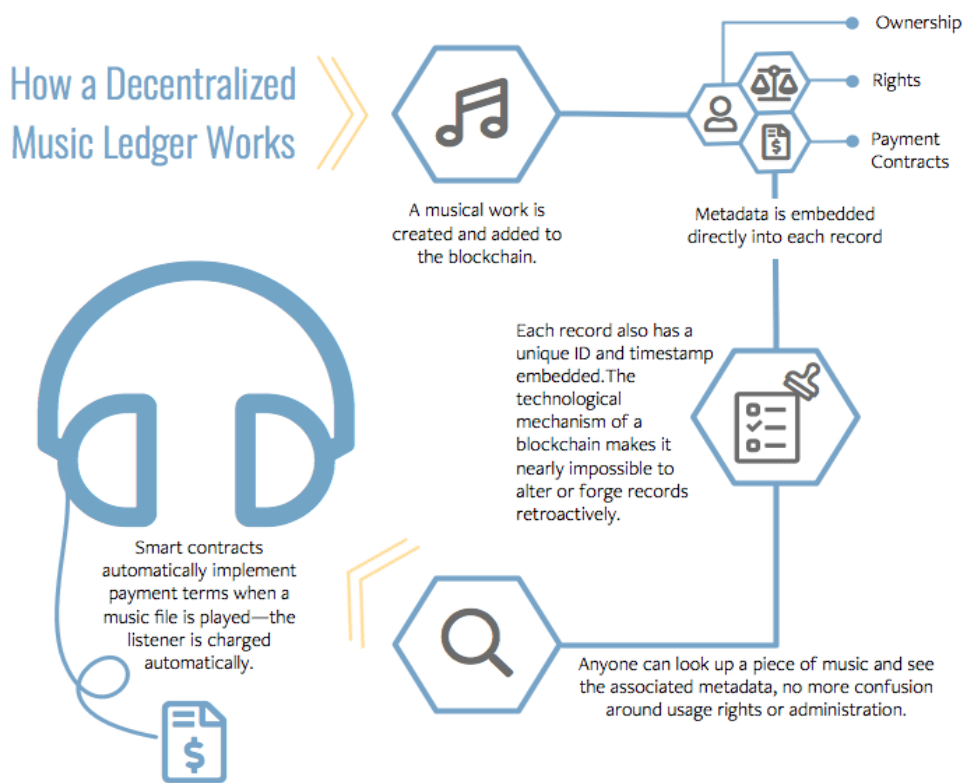 How a Decentralized
Music Ledger Works
A musical work is
created and added to
the blockchain.
Ownership
Rights
Payment
Contracts
Metadata is embedded
directly into each record
Each record also has a
unique ID and timestamp
embedded.The
technological
mechanism of a
blockchain makes it
nearly impossible to
alter or forge records
retroactively.
Anyone can look up a piece of music and see
the associated metadata, no more confusion
around usage rights or administration.
Smart contracts
automatically implement
payment terms when a
music file is played—the
listener is charged
automatically.
$
$